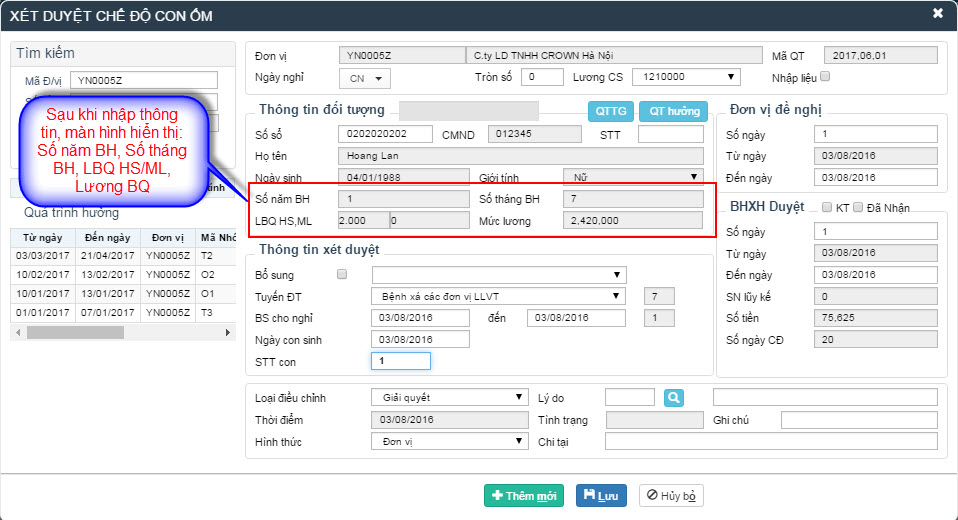 XÉT DUYỆT CHẾ ĐỘ CON ỐM
Tìm kiếm
Mã Đ/vị YN0005Z
Sau khi nhập thông
tin, màn hình hiển thị:
Số năm BH, Số tháng
BH, LBQ HS/ML,
Lương BQ
Quá trình hưởng
Từ ngày Đến ngày Đơn vị Mã Nhó
03/03/2017 21/04/2017 YN0005Z T2
10/02/2017 13/02/2017 YN0005Z O2
10/01/2017 13/01/2017 YN0005Z O1
01/01/2017 07/01/2017 YN0005Z T3
Đơn vị YN0005Z C.ty LD TNHH CROWN Hà Nội Mã QT 2017,06,01
Ngày nghỉ CN Tròn số 0 Lương CS 1210000 Nhập liệu
Thông tin đối tượng QTTG QT hưởng
Số sổ 0202020202 CMND 012345 STT
Họ tên Hoang Lan
Ngày sinh 04/01/1988 Giới tính Nữ
Số năm BH 1 Số tháng BH 7
LBQ HS,ML 2.000 0 Mức lương 2,420,000
Thông tin xét duyệt
Bổ sung
Tuyến ĐT Bệnh xá các đơn vị LLVT 7
BS cho nghỉ 03/08/2016 đến 03/08/2016 1
Ngày con sinh 03/08/2016
STT con 1
Đơn vị đề nghị
Số ngày 1
Từ ngày 03/08/2016
Đến ngày 03/08/2016
BHXH Duyệt KT Đã Nhận
Số ngày 1
Từ ngày 03/08/2016
Đến ngày 03/08/2016
SN lũy kế 0
Số tiền 75,625
Số ngày CĐ 20
Loại điều chỉnh Giải quyết Lý do
Thời điểm 03/08/2016 Tình trạng Ghi chú
Hình thức Đơn vị Chi tại
Thêm mới Lưu Hủy bỏ